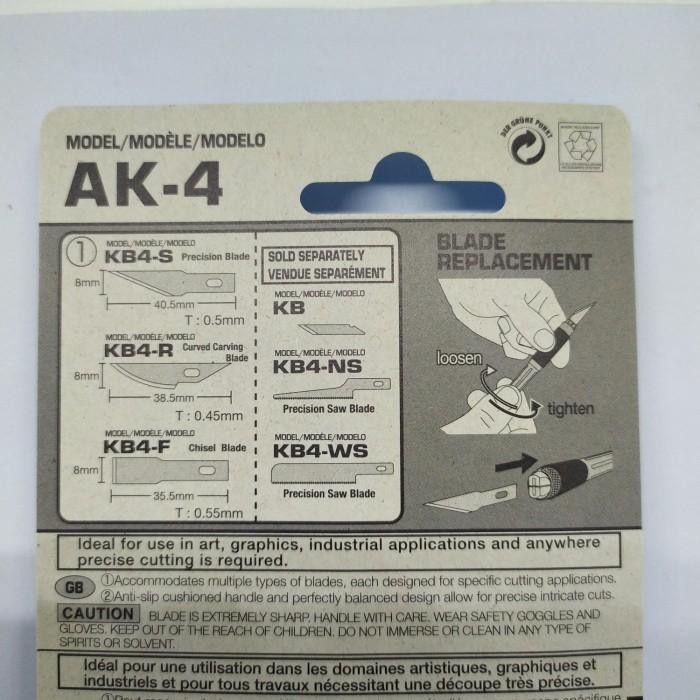 MODEL/MODÈLE/MODELO
AK-4
DER GRÜNE PUNKT
1
MODEL/MODÈLE/MODELO
KB4-S Precision Blade
8mm
40.5mm
T : 0.5mm
MODEL/MODÈLE/MODELO
KB4-R Curved Carving
Blade
8mm
38.5mm
T : 0.45mm
MODEL/MODÈLE/MODELO
KB4-F Chisel Blade
8mm
35.5mm
T : 0.55mm
SOLD SEPARATELY
VENDUE SEPARÉMENT
MODEL/MODÈLE/MODELO
KB
MODEL/MODÈLE/MODELO
KB4-NS
Precision Saw Blade
MODEL/MODÈLE/MODELO
KB4-WS
Precision Saw Blade
BLADE
REPLACEMENT
loosen
tighten
Ideal for use in art, graphics, industrial applications and anywhere
precise cutting is required.
GB
①Accommodates multiple types of blades, each designed for specific cutting applications.
②Anti-slip cushioned handle and perfectly balanced design allow for precise intricate cuts.
CAUTION BLADE IS EXTREMELY SHARP. HANDLE WITH CARE. WEAR SAFETY GOGGLES AND
GLOVES. KEEP OUT OF THE REACH OF CHILDREN. DO NOT IMMERSE OR CLEAN IN ANY TYPE OF
SPIRITS OR SOLVENT.
Idéal pour une utilisation dans les domaines artistiques, graphiques et
industriels et pour tous travaux nécessitant une découpe très précise.